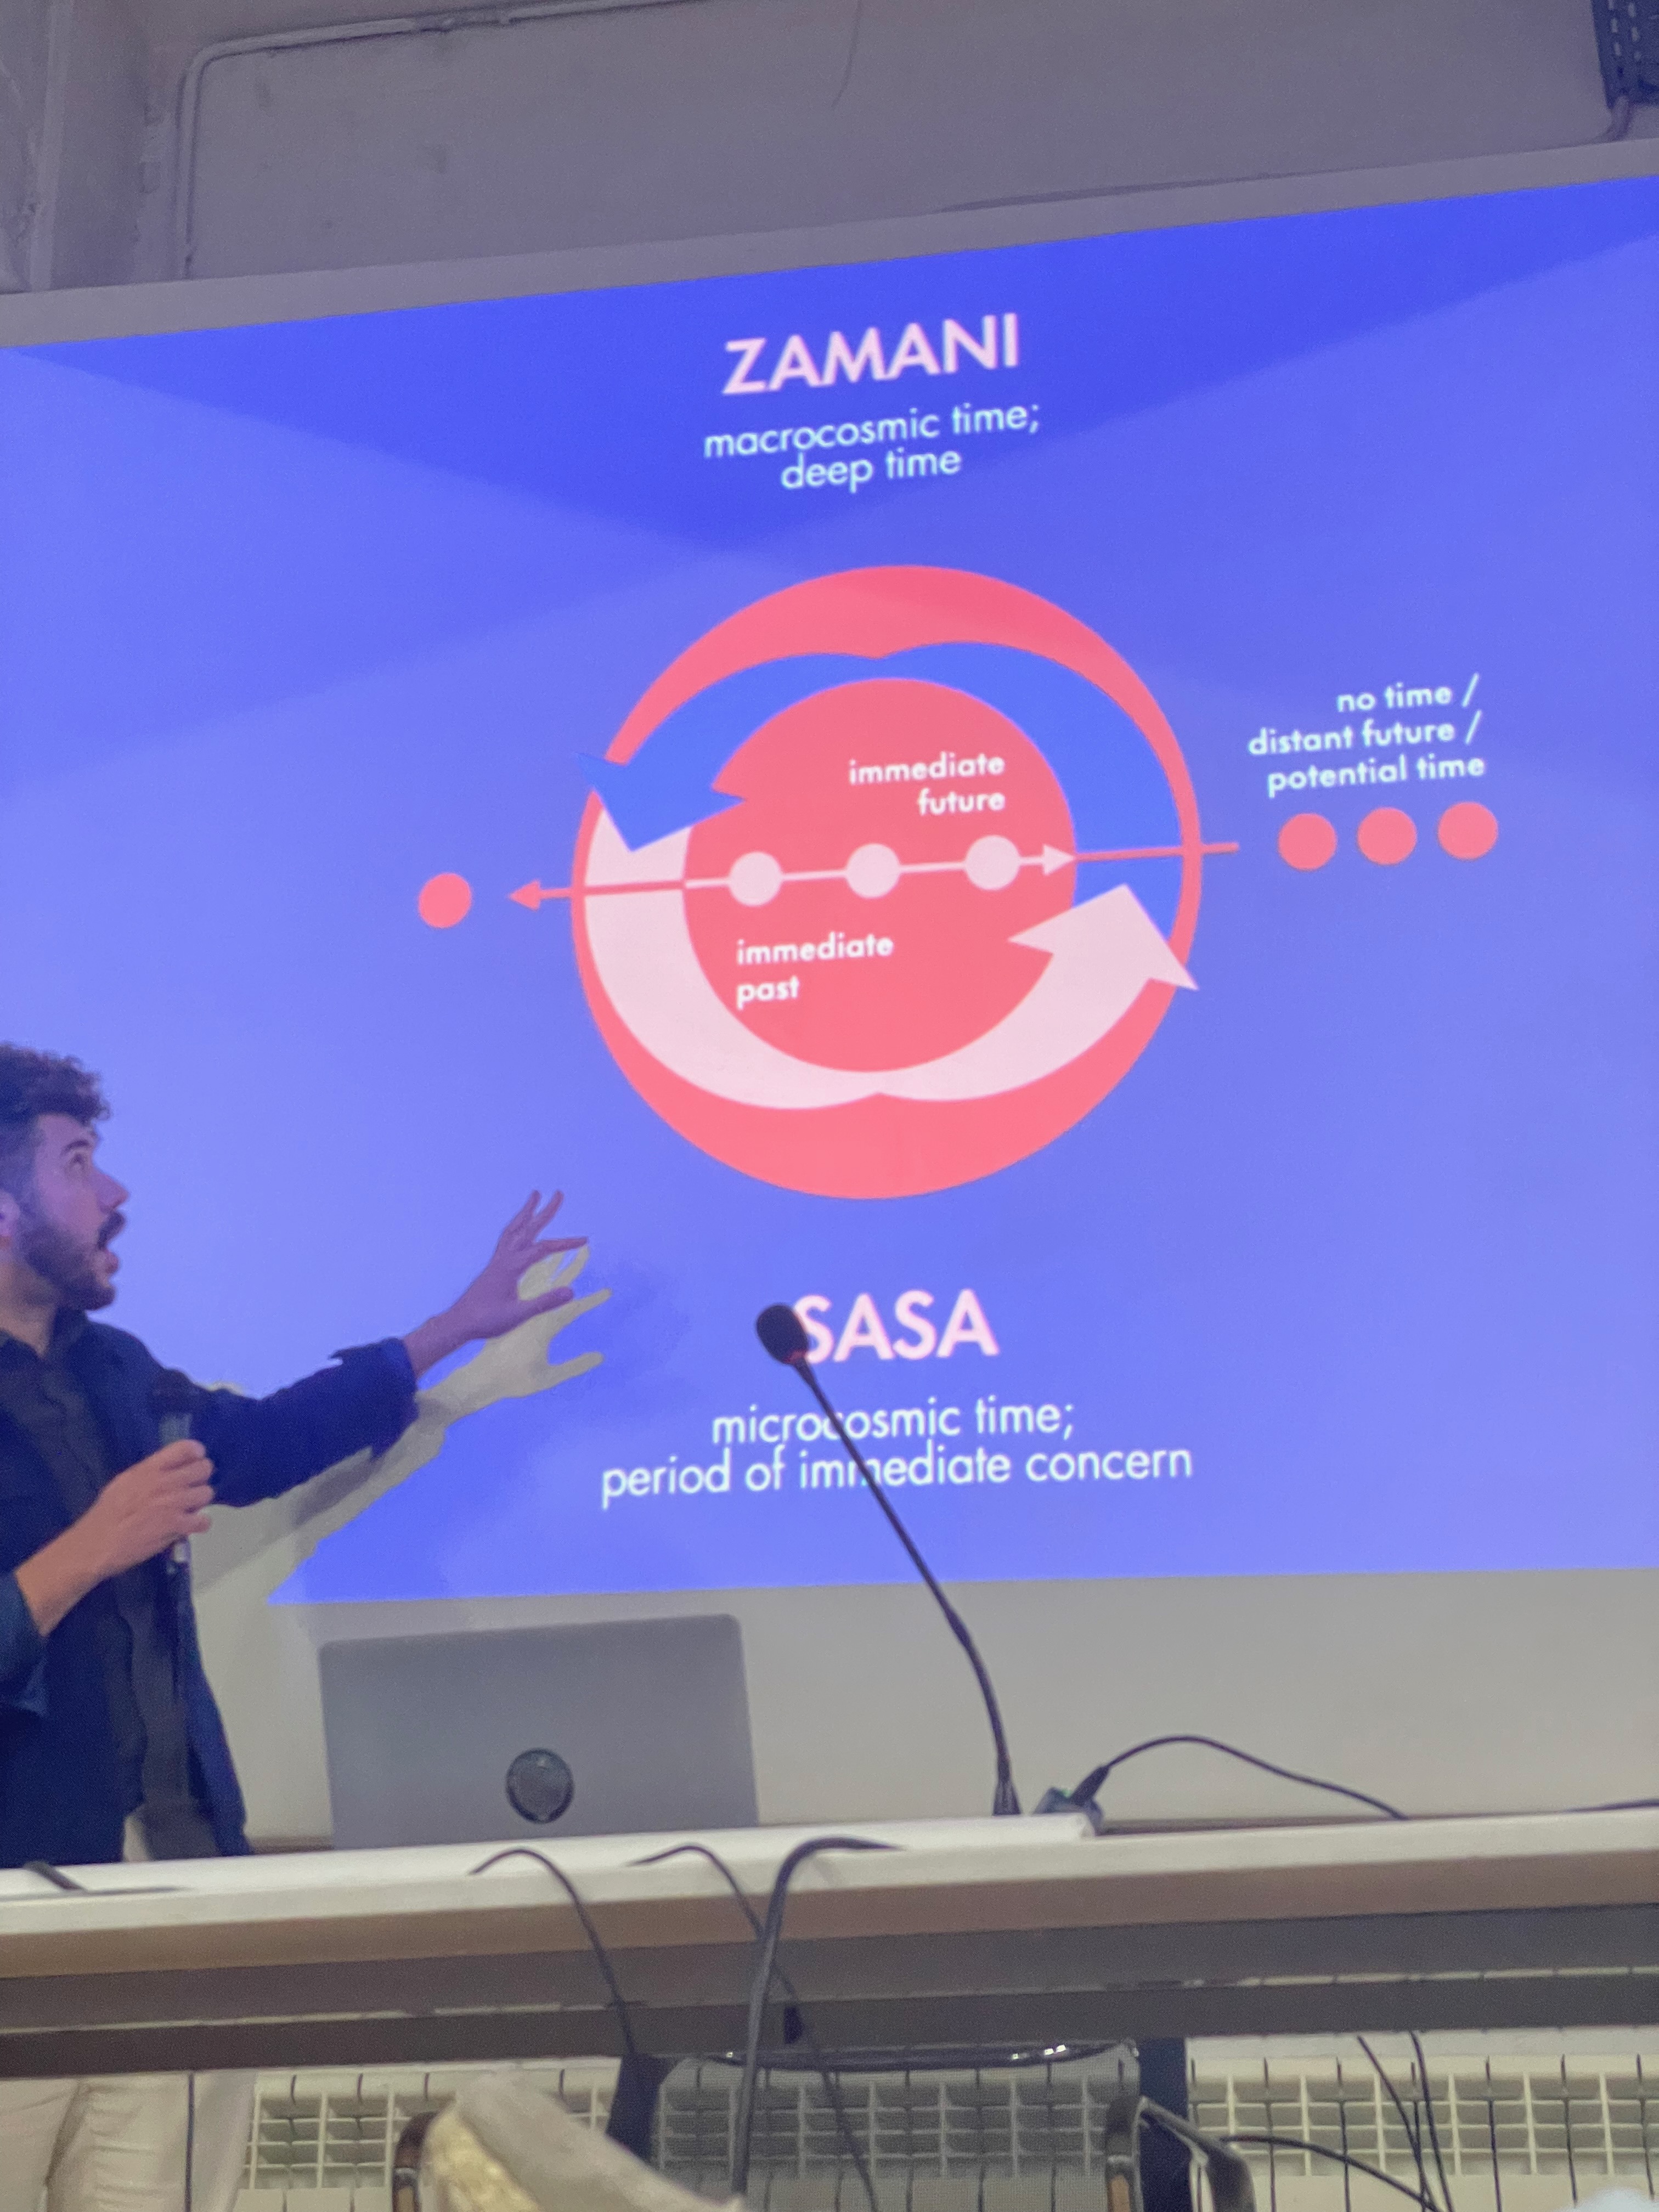 ZAMANI
macrocosmic time;
deep time
no time /
distant future /
potential time
immediate
future
immediate
past
SASA
microcosmic time;
period of immediate concern